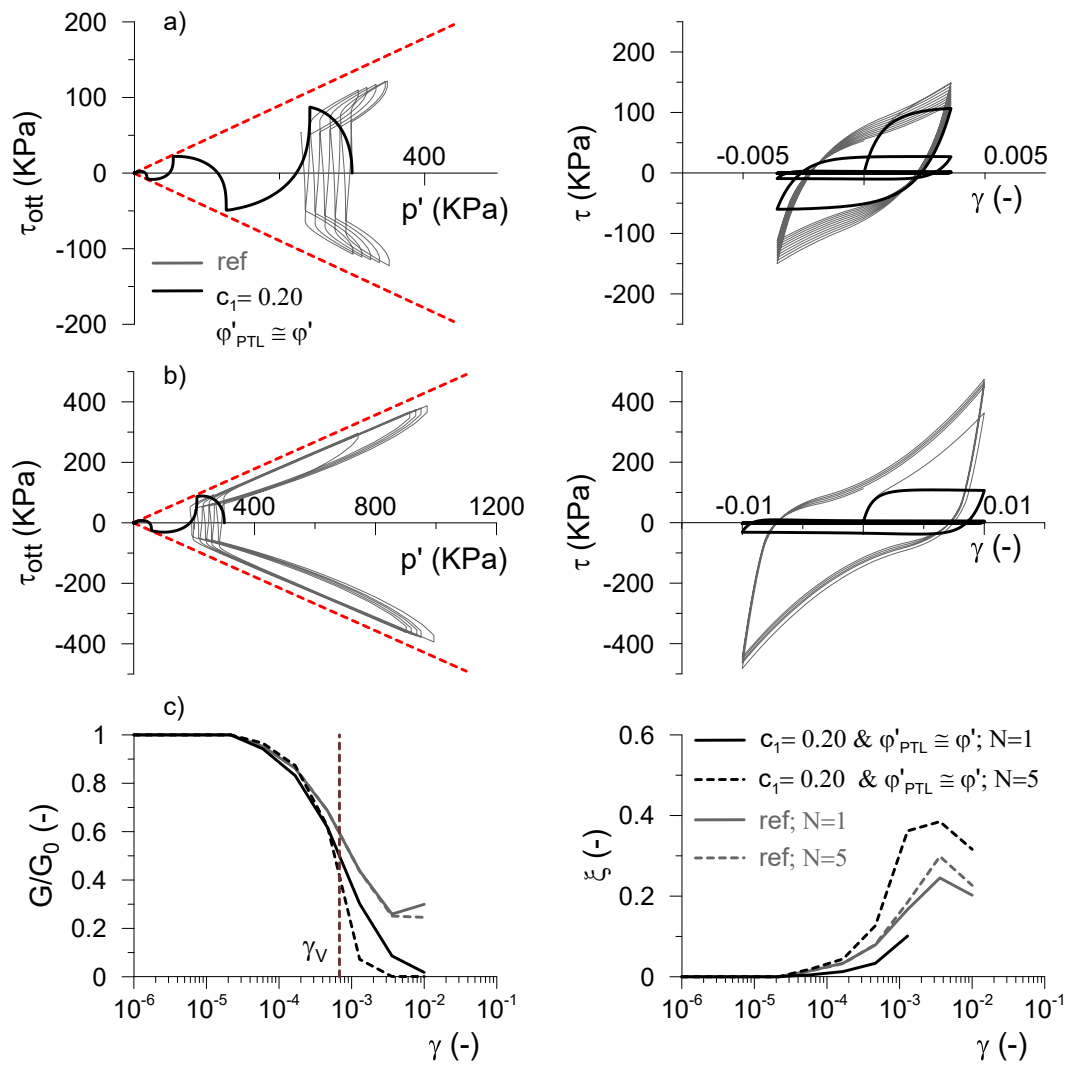 a)
200
100
0
-100
-200
τott (KPa)
400
p' (KPa)
ref
c1= 0.20
φ'PTL ≅ φ'
200
100
0
-100
-200
τ (KPa)
-0.005
0.005
γ (-)
b)
400
200
0
-200
-400
τott (KPa)
400
800
1200
p' (KPa)
400
200
0
-200
-400
τ (KPa)
-0.01
0.01
γ (-)
c)
1
0.8
0.6
0.4
0.2
0
G/G0 (-)
γV
10-6
10-5
10-4
10-3
10-2
10-1
γ (-)
0.6
0.4
0.2
0
ξ (-)
c1= 0.20 & φ'PTL ≅ φ'; N=1
c1= 0.20 & φ'PTL ≅ φ'; N=5
ref; N=1
ref; N=5
10-6
10-5
10-4
10-3
10-2
10-1
γ (-)